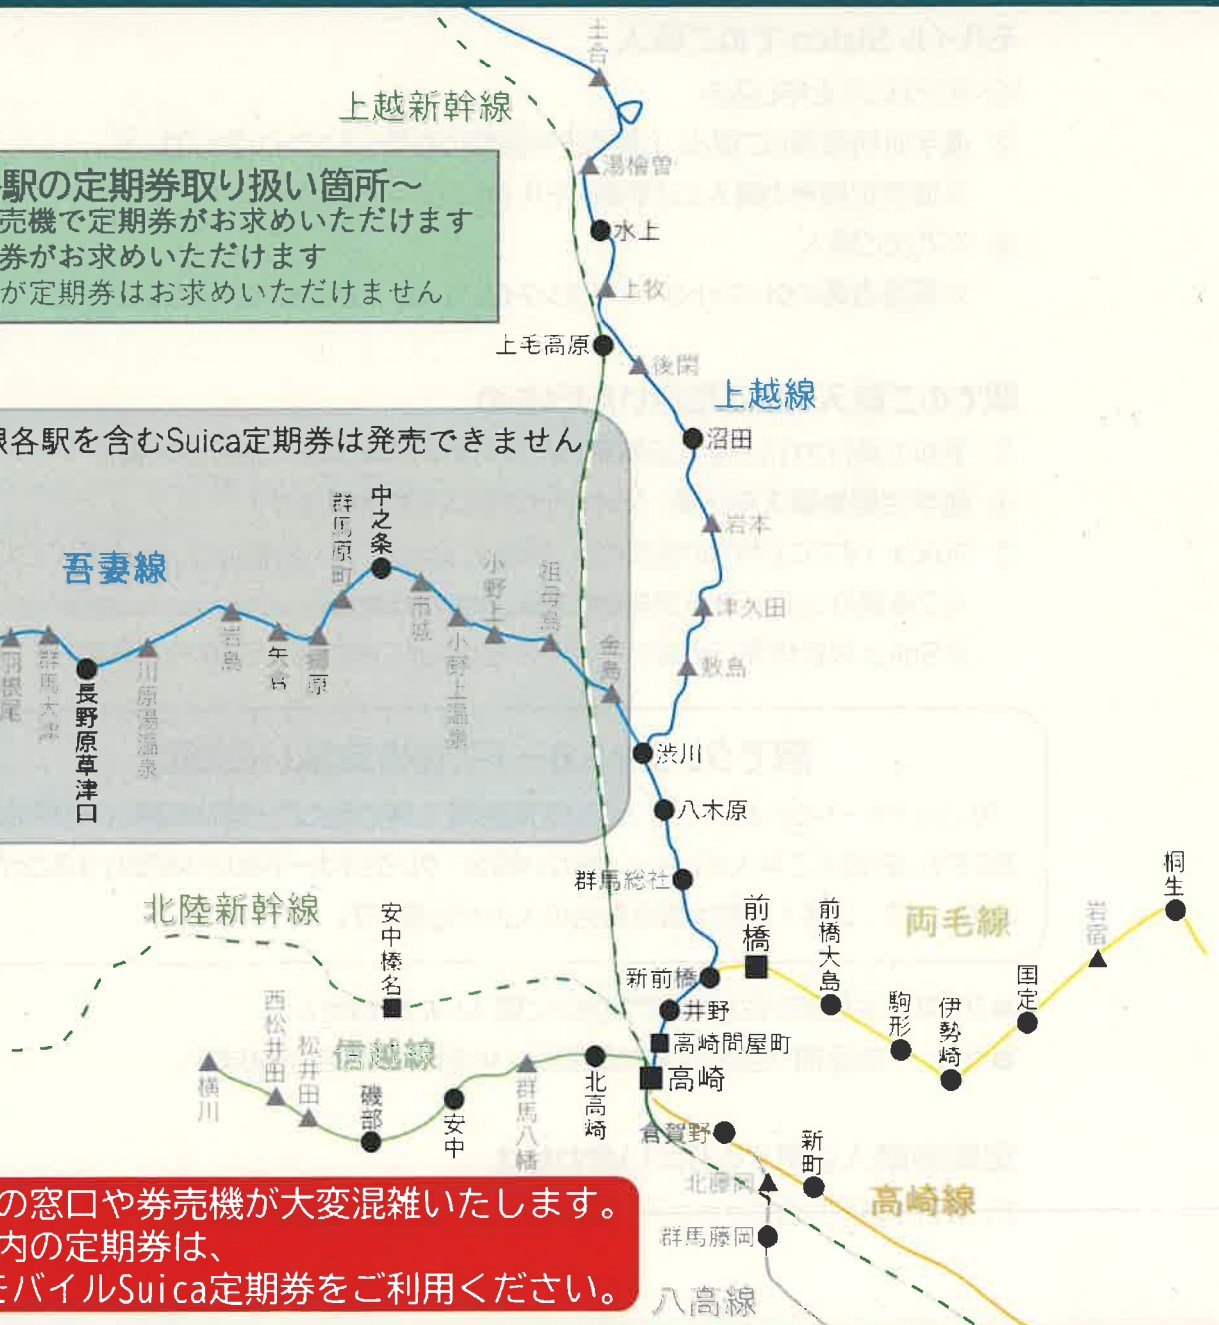 土合
上越新幹線
駅の定期券取り扱い箇所～
売機で定期券がお求めいただけます
券がお求めいただけます
が定期券はお求めいただけません
湯檜曽
水上
上牧
上毛高原
後閑
上越線
沼田
各駅を含むSuica定期券は発売できません
岩本
吾妻線
群馬原町
中之条
市城
小野上
祖母島
津久田
羽根尾
群馬大津
長野原草津口
川原湯温泉
岩島
矢倉
郷原
小野上温泉
金島
敷島
渋川
八木原
群馬総社
北陸新幹線
安中榛名
前橋
前橋大島
両毛線
岩宿
桐生
新前橋
井野
国定
駒形
伊勢崎
高崎問屋町
高崎
西松井田
松井田
信越線
横川
磯部
安中
群馬八幡
北高崎
倉賀野
新町
北藤岡
高崎線
群馬藤岡
八高線
の窓口や券売機が大変混雑いたします。
内の定期券は、
モバイルSuica定期券をご利用ください。